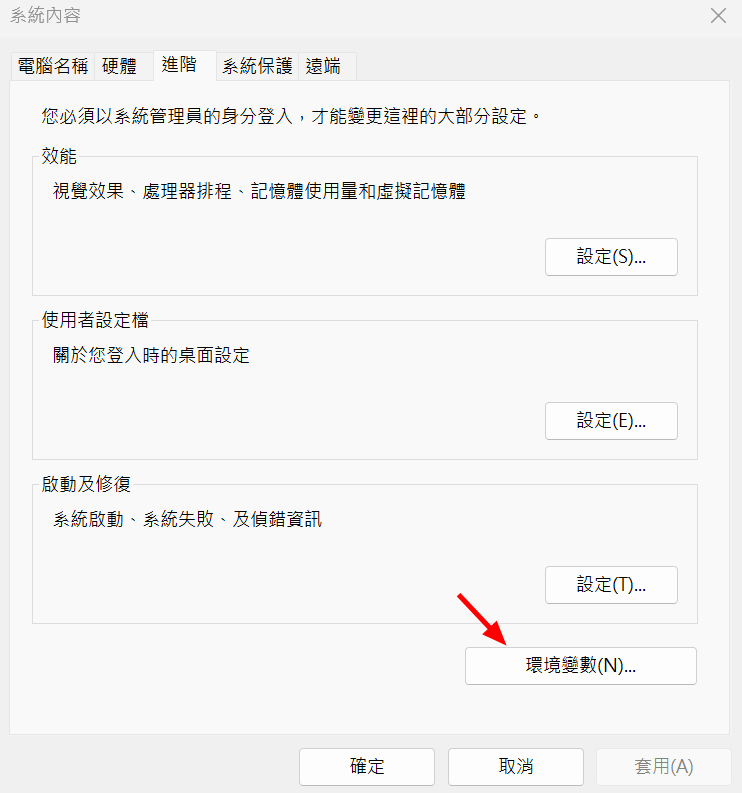 系統內容
電腦名稱 硬體 進階 系統保護 遠端
您必須以系統管理員的身分登入，才能變更這裡的大部分設定。
效能
視覺效果、處理器排程、記憶體使用量和虛擬記憶體
設定(S)...
使用者設定檔
關於您登入時的桌面設定
設定(E)...
啟動及修復
系統啟動、系統失敗、及偵錯資訊
設定(T)...
環境變數(N)...
確定 取消 套用(A)